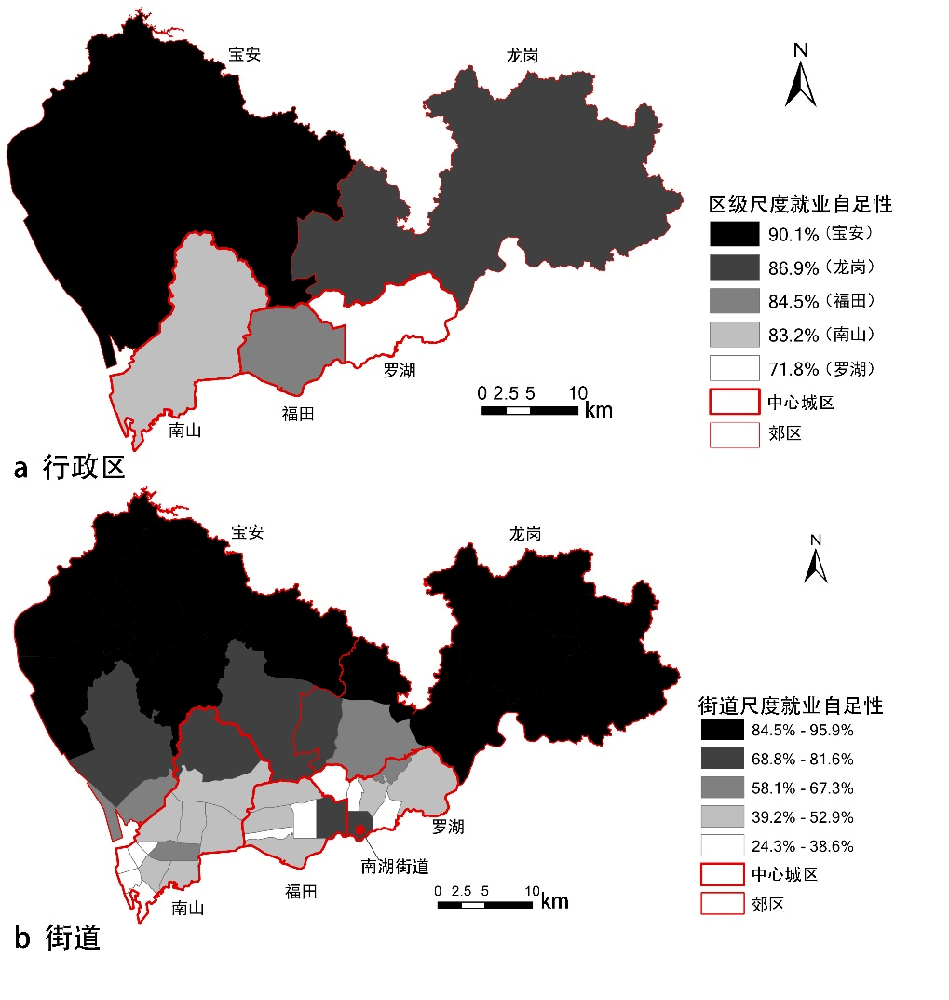 宝安
龙岗
N
区级尺度就业自足性
90.1%（宝安）
86.9%（龙岗）
84.5%（福田）
83.2%（南山）
71.8%（罗湖）
中心城区
郊区
罗湖
福田
南山
0 2.5 5 10 km
a 行政区
宝安
龙岗
N
街道尺度就业自足性
84.5% - 95.9%
68.8% - 81.6%
58.1% - 67.3%
39.2% - 52.9%
24.3% - 38.6%
中心城区
郊区
罗湖
南湖街道
福田
南山
0 2.5 5 10 km
b 街道